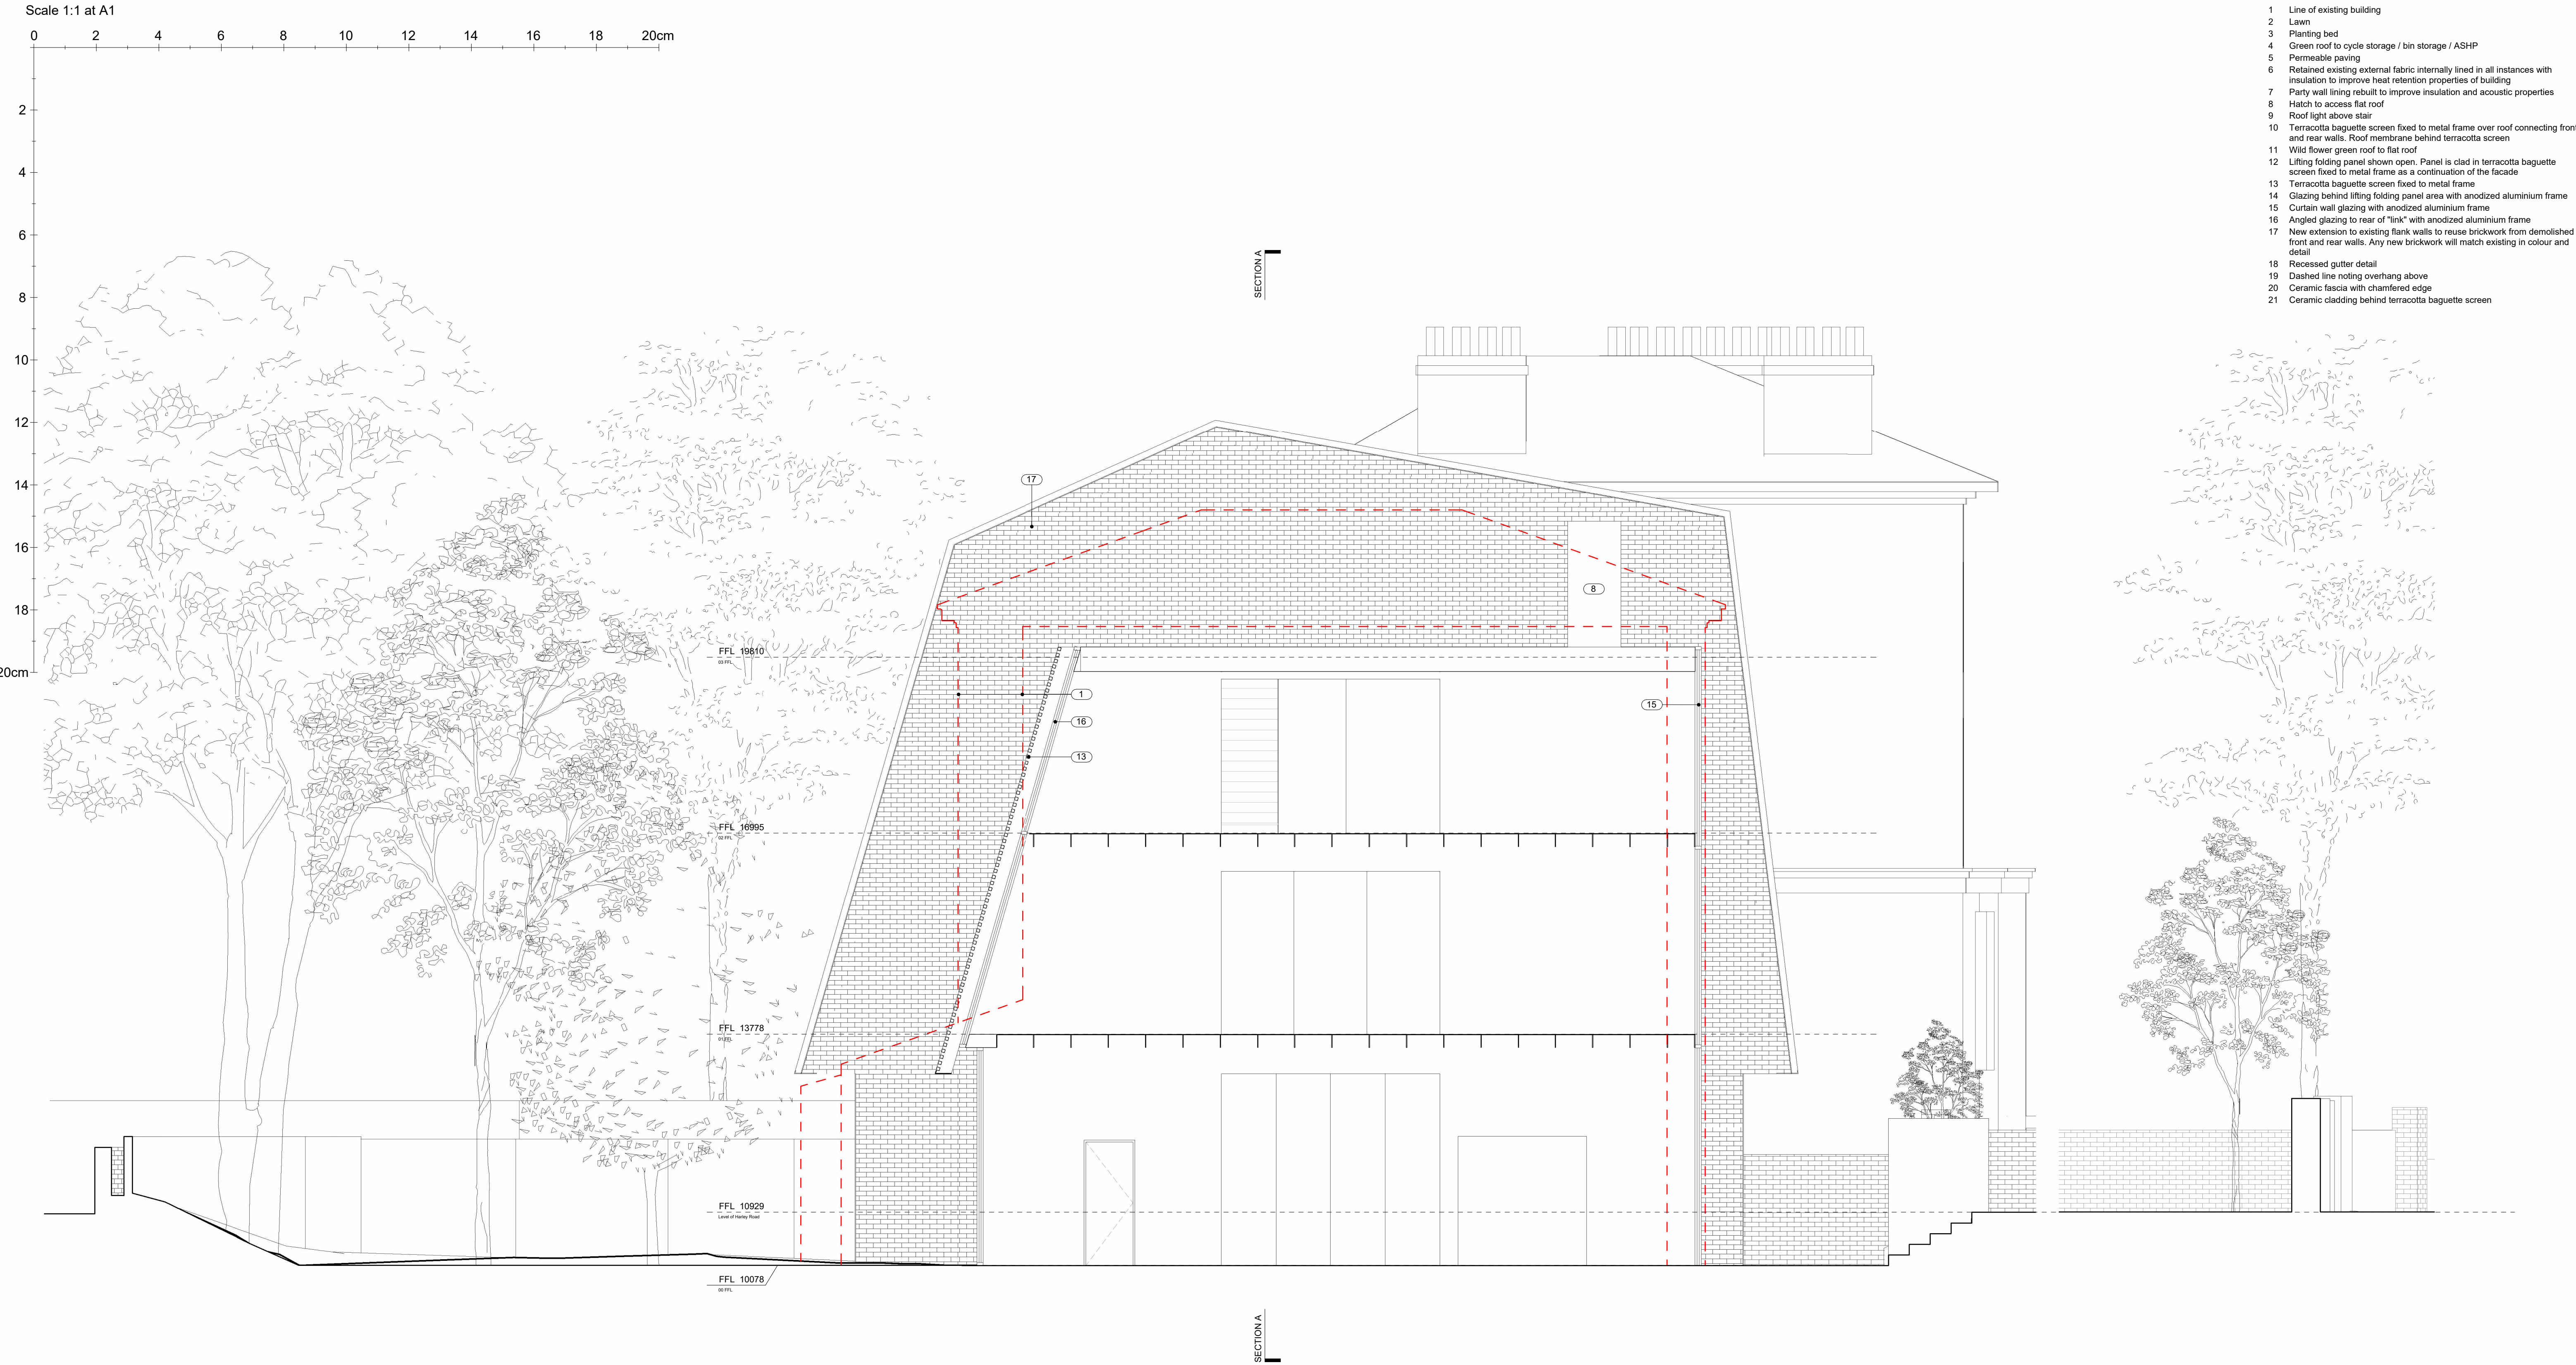 Scale 1:1 at A1
0 2 4 6 8 10 12 14 16 18 20cm
2
4
6
8
10
12
14
16
18
20cm
1 Line of existing building
2 Lawn
3 Planting bed
4 Green roof to cycle storage / bin storage / ASHP
5 Permeable paving
6 Retained existing external fabric internally lined in all instances with
insulation to improve heat retention properties of building
7 Party wall lining rebuilt to improve insulation and acoustic properties
8 Hatch to access flat roof
9 Roof light above stair
10 Terracotta baguette screen fixed to metal frame over roof connecting front
and rear walls. Roof membrane behind terracotta screen
11 Wild flower green roof to flat roof
12 Lifting folding panel shown open. Panel is clad in terracotta baguette
screen fixed to metal frame as a continuation of the facade
13 Terracotta baguette screen fixed to metal frame
14 Glazing behind lifting folding panel area with anodized aluminium frame
15 Curtain wall glazing with anodized aluminium frame
16 Angled glazing to rear of "link" with anodized aluminium frame
17 New extension to existing flank walls to reuse brickwork from demolished
front and rear walls. Any new brickwork will match existing in colour and
detail
18 Recessed gutter detail
19 Dashed line noting overhang above
20 Ceramic fascia with chamfered edge
21 Ceramic cladding behind terracotta baguette screen
SECTION A
17
8
FFL 19810
03 FFL
1
15
16
13
FFL 16995
02 FFL
FFL 13778
01 FFL
FFL 10929
Level of Harley Road
FFL 10078
00 FFL
SECTION A